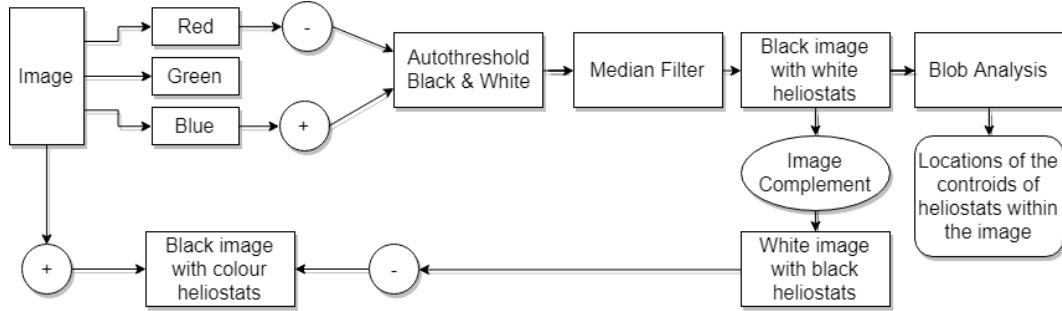 Image
Red
-
Green
Blue
+
Autothreshold
Black & White
Median Filter
Black image
with white
heliostats
Blob Analysis
Image
Complement
Locations of the
controids of
heliostats within
the image
+
Black image
with colour
heliostats
-
White image
with black
heliostats